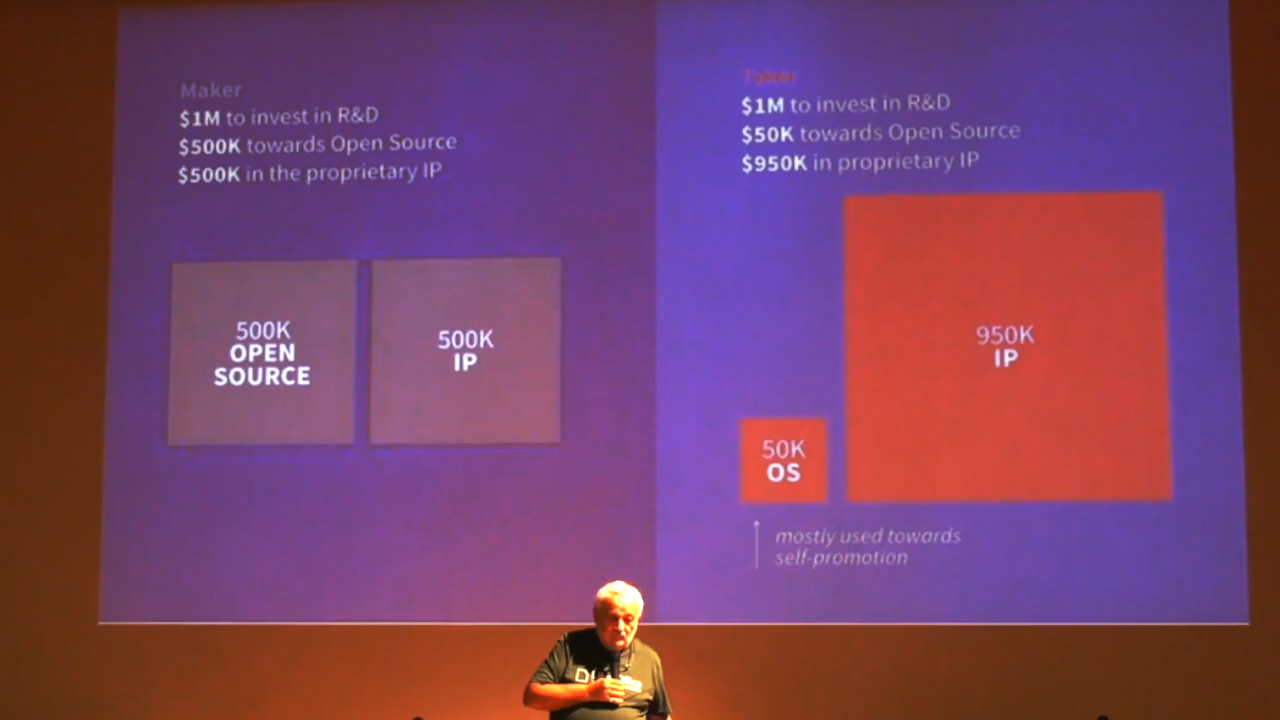 Maker
$1M to invest in R&D
$500K towards Open Source
$500K in the proprietary IP
500K
OPEN
SOURCE
500K
IP
Taker
$1M to invest in R&D
$50K towards Open Source
$950K in proprietary IP
950K
IP
50K
OS
mostly used towards
self-promotion